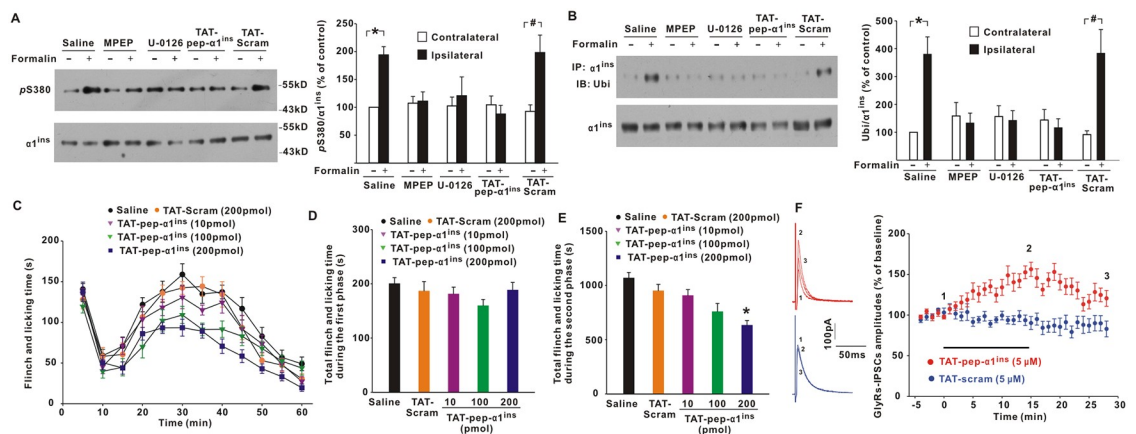 A
Saline MPEP U-0126 TAT-pep-α1ins TAT-Scram
Formalin − + − + − + − + − +
pS380
-55kD
-43kD
α1ins
-55kD
-43kD
pS380/α1ins (% of control)
250
200
150
100
50
0
* #
Contralateral
Ipsilateral
Formalin − + − + − + − + − +
Saline MPEP U-0126 TAT-pep-α1ins TAT-Scram
B
Saline MPEP U-0126 TAT-pep-α1ins TAT-Scram
Formalin − + − + − + − + − +
IP: α1ins
IB: Ubi
α1ins
Ubi/α1ins (% of control)
500
400
300
200
100
0
* #
Contralateral
Ipsilateral
Formalin − + − + − + − + − +
Saline MPEP U-0126 TAT-pep-α1ins TAT-Scram
C
Saline TAT-Scram (200pmol)
TAT-pep-α1ins (10pmol)
TAT-pep-α1ins (100pmol)
TAT-pep-α1ins (200pmol)
Flinch and licking time (s)
200
150
100
50
0
0 10 20 30 40 50 60
Time (min)
D
Saline TAT-Scram (200pmol)
TAT-pep-α1ins (10pmol)
TAT-pep-α1ins (100pmol)
TAT-pep-α1ins (200pmol)
Total flinch and licking time during the first phase (s)
300
200
100
0
Saline TAT-Scram 10 100 200
TAT-pep-α1ins
(pmol)
E
Saline TAT-Scram (200pmol)
TAT-pep-α1ins (10pmol)
TAT-pep-α1ins (100pmol)
TAT-pep-α1ins (200pmol)
Total flinch and licking time during the second phase (s)
1500
1200
900
600
300
0
*
Saline TAT-Scram 10 100 200
TAT-pep-α1ins
(pmol)
F
2
3
1
1
2
3
100pA
50ms
GlyRs-IPSCs amplitudes (% of baseline)
200
150
100
50
0
1
2
3
TAT-pep-α1ins (5 μM)
TAT-scram (5 μM)
-5 0 5 10 15 20 25 30
Time (min)